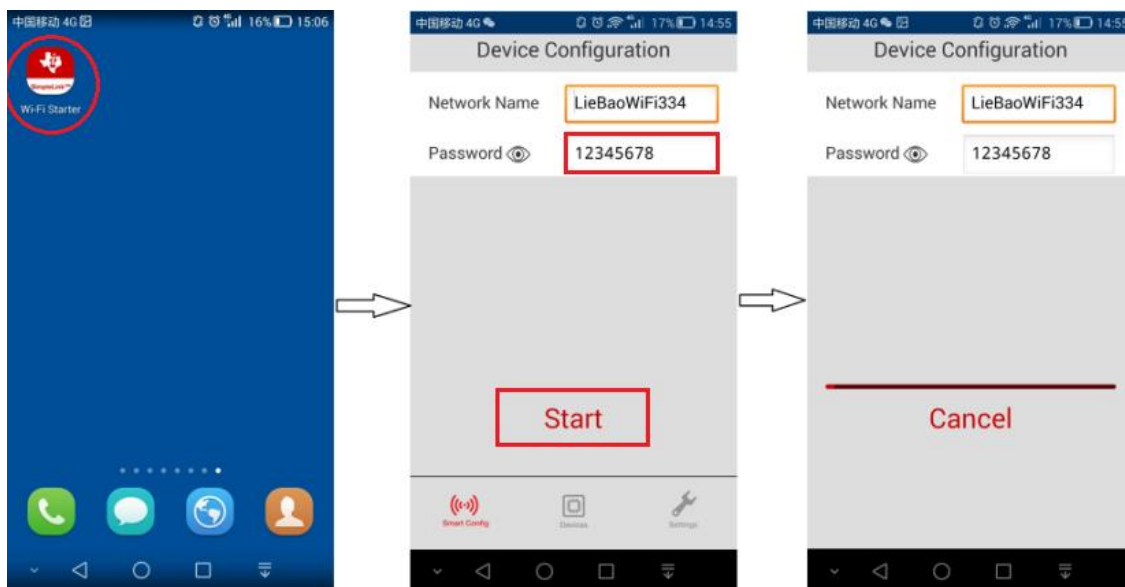 中国移动 4G 16% 15:06
SimpleLink™
Wi-Fi Starter
中国移动 4G 17% 14:55
Device Configuration
Network Name LieBaoWiFi334
Password 12345678
Start
Smart Config Devices Settings
中国移动 4G 17% 14:55
Device Configuration
Network Name LieBaoWiFi334
Password 12345678
Cancel